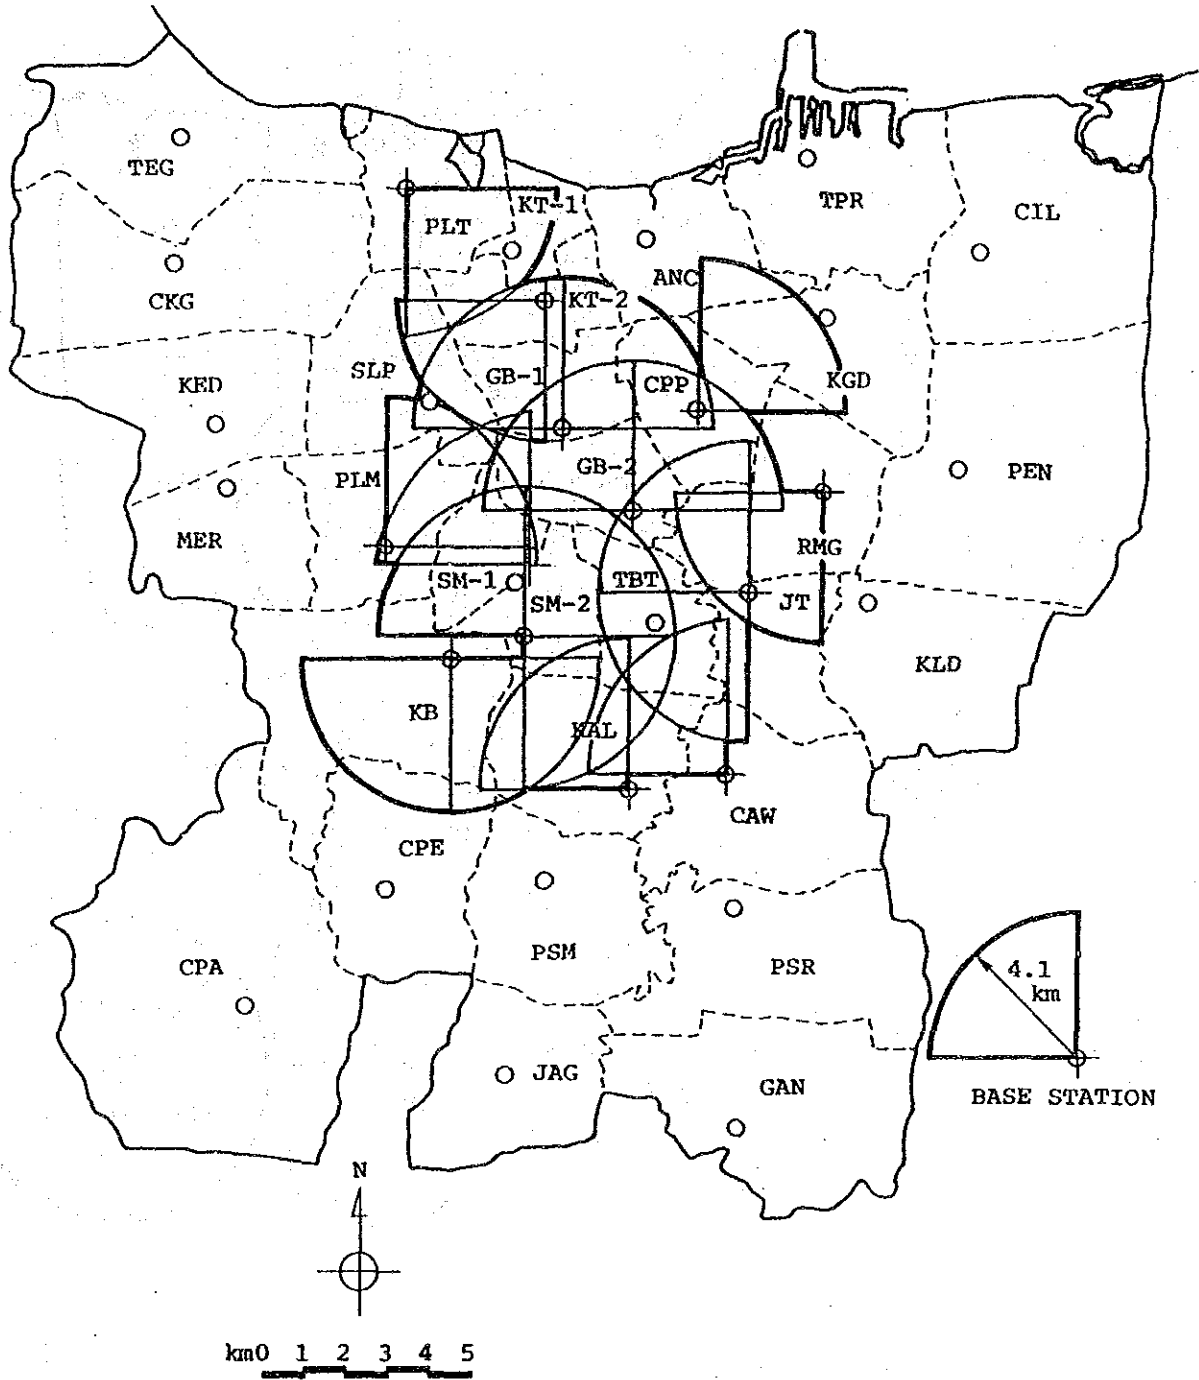 TEG
TPR
KT-1
PLT
CIL
ANC
CKG
KT-2
SLP
GB-1
KED
CPP
KGD
GB-2
PLM
PEN
MER
RMG
SM-1
TBT
SM-2
JT
KLD
KB
KAL
CAW
CPE
PSM
PSR
CPA
4.1
km
JAG
GAN
BASE STATION
N
km0 1 2 3 4 5